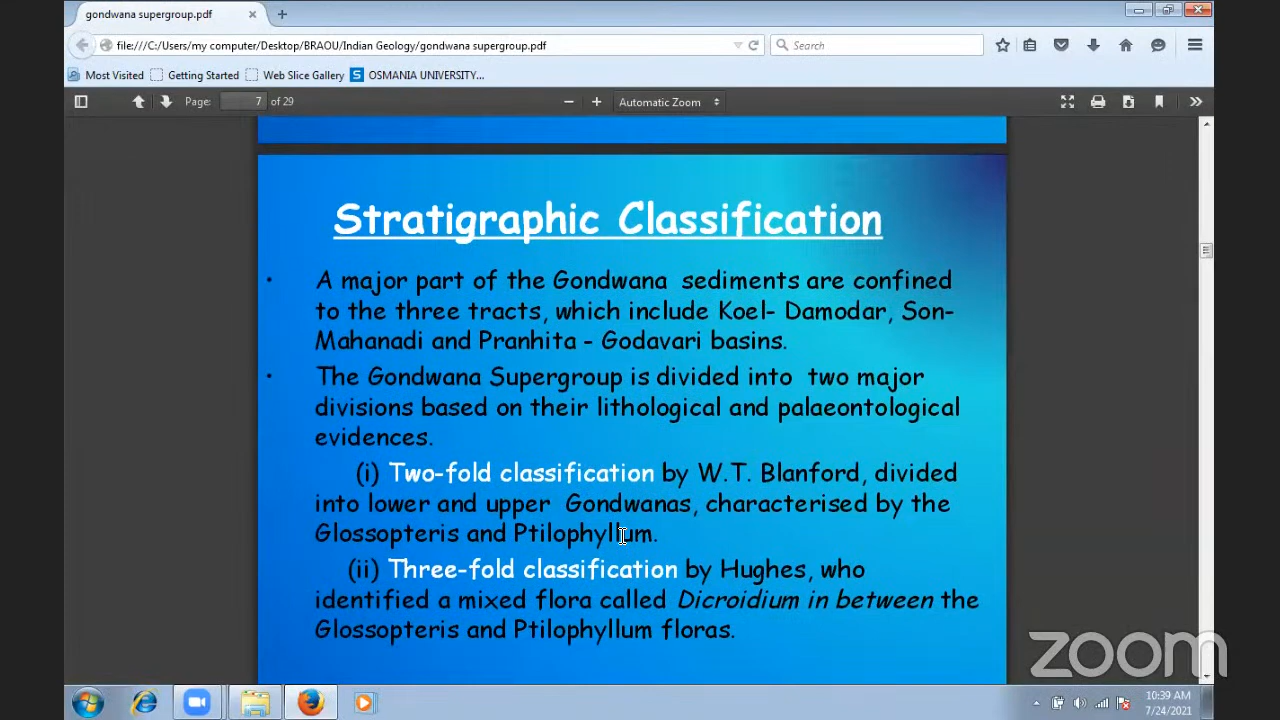 gondwana supergroup.pdf
file:///C:/Users/my computer/Desktop/BRAOU/Indian Geology/gondwana supergroup.pdf
Search
Most Visited
Getting Started
Web Slice Gallery
OSMANIA UNIVERSITY...
Page: 7 of 29
Automatic Zoom
Stratigraphic Classification
• A major part of the Gondwana sediments are confined
to the three tracts, which include Koel- Damodar, Son-
Mahanadi and Pranhita - Godavari basins.
• The Gondwana Supergroup is divided into two major
divisions based on their lithological and palaeontological
evidences.
(i) Two-fold classification by W.T. Blanford, divided
into lower and upper Gondwanas, characterised by the
Glossopteris and Ptilophyllum.
(ii) Three-fold classification by Hughes, who
identified a mixed flora called Dicroidium in between the
Glossopteris and Ptilophyllum floras.
zoom
10:39 AM
7/24/2021